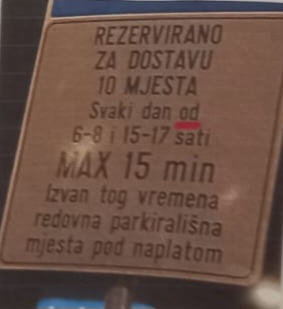 REZERVIRANO
ZA DOSTAVU
10 MJESTA
Svaki dan od
6-8 i 15-17 sati
MAX 15 min
Izvan tog vremena
redovna parkirališna
mjesta pod naplatom